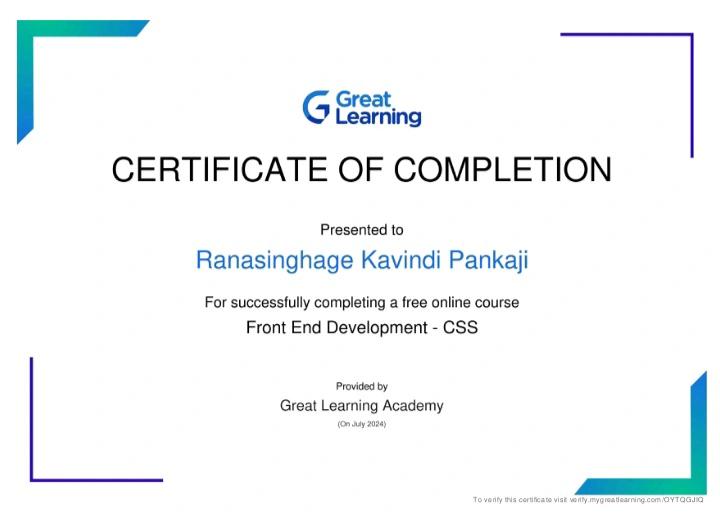 Great
Learning
CERTIFICATE OF COMPLETION
Presented to
Ranasinghage Kavindi Pankaji
For successfully completing a free online course
Front End Development - CSS
Provided by
Great Learning Academy
(On July 2024)
To verify this certificate visit verify.mygreatlearning.com/OYTQGJIQ